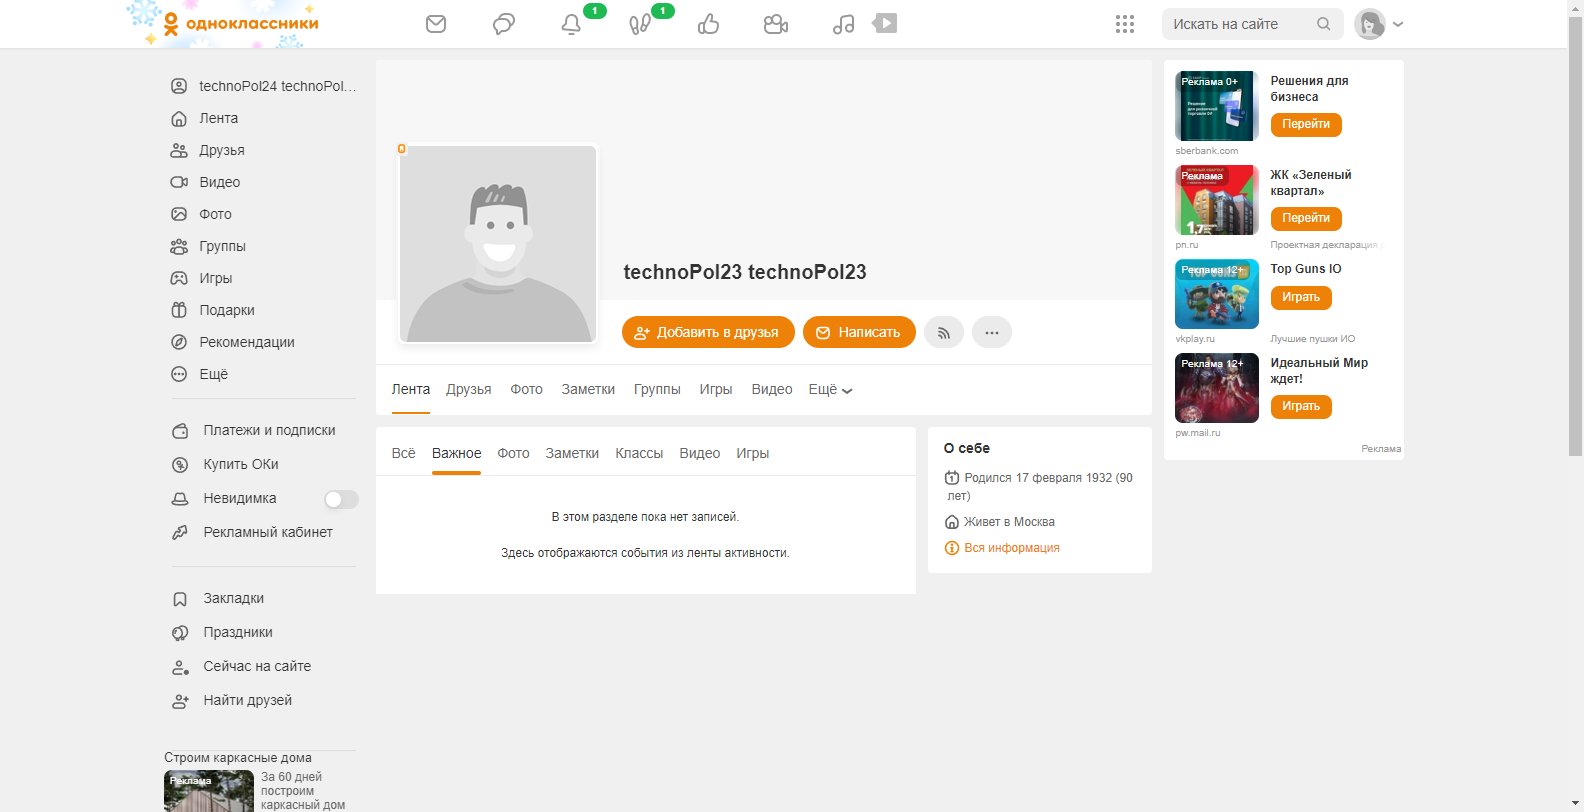 одноклассники
1
1
Искать на сайте
technoPol24 technoPol...
Лента
Друзья
Видео
Фото
Группы
Игры
Подарки
Рекомендации
Ещё
Платежи и подписки
Купить ОКи
Невидимка
Рекламный кабинет
Закладки
Праздники
Сейчас на сайте
Найти друзей
Строим каркасные дома
Реклама
За 60 дней
построим
каркасный дом
technoPol23 technoPol23
Добавить в друзья
Написать
Лента Друзья Фото Заметки Группы Игры Видео Ещё
Всё Важное Фото Заметки Классы Видео Игры
В этом разделе пока нет записей.
Здесь отображаются события из ленты активности.
О себе
Родился 17 февраля 1932 (90
лет)
Живет в Москва
Вся информация
Реклама 0+
Решения для
бизнеса
Перейти
sberbank.com
Реклама
1,7
ЖК «Зеленый
квартал»
Перейти
pn.ru
Проектная декларация
Реклама 12+
TOP GUNS
Top Guns IO
Играть
vkplay.ru
Лучшие пушки ИО
Реклама 12+
Идеальный Мир
ждет!
Играть
pw.mail.ru
Реклама